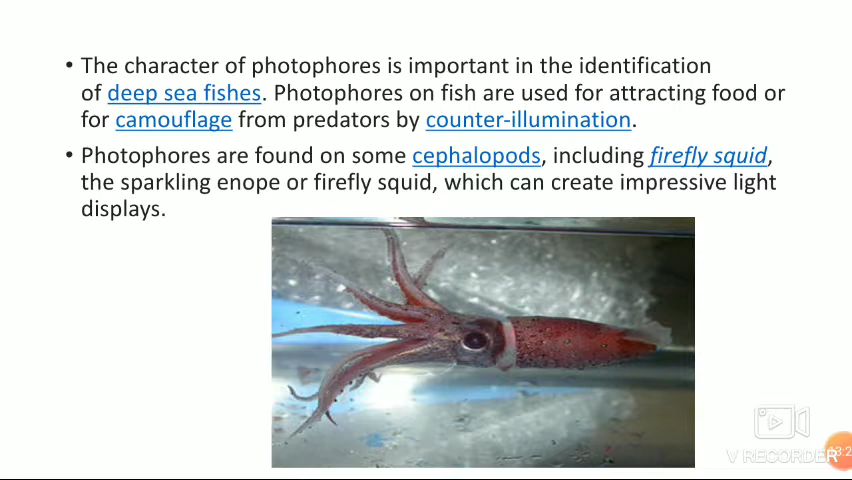 • The character of photophores is important in the identification
of deep sea fishes. Photophores on fish are used for attracting food or
for camouflage from predators by counter-illumination.
• Photophores are found on some cephalopods, including firefly squid,
the sparkling enope or firefly squid, which can create impressive light
displays.
V RECORDER